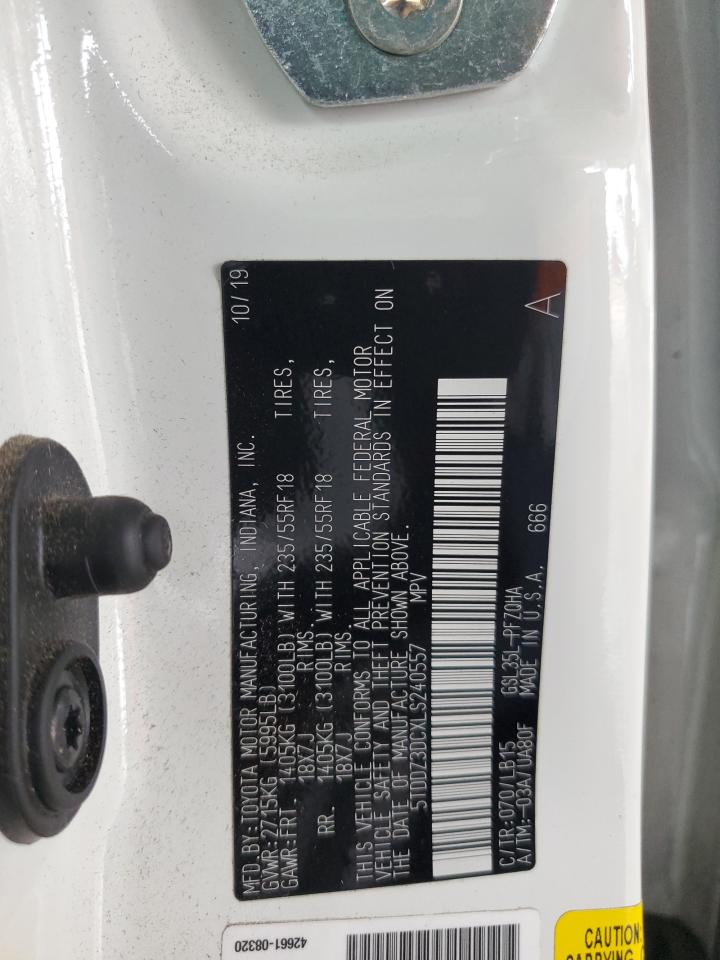 MFD.BY:TOYOTA MOTOR MANUFACTURING, INDIANA, INC. 10/19
GVWR:2715KG (5995LB)
GAWR:FRT. 1405KG (3100LB) WITH 235/55RF18 TIRES,
18X7J RIMS
RR. 1405KG (3100LB) WITH 235/55RF18 TIRES,
18X7J RIMS
THIS VEHICLE CONFORMS TO ALL APPLICABLE FEDERAL MOTOR
VEHICLE SAFETY AND THEFT PREVENTION STANDARDS IN EFFECT ON
THE DATE OF MANUFACTURE SHOWN ABOVE.
5TDDZ3DCXLS240557 MPV
C/TR:070/LB15 GSL35L-PFZQHA
A/TM:-03A/UA80F MADE IN U.S.A. 666 A
42661-08320
CAUTION: